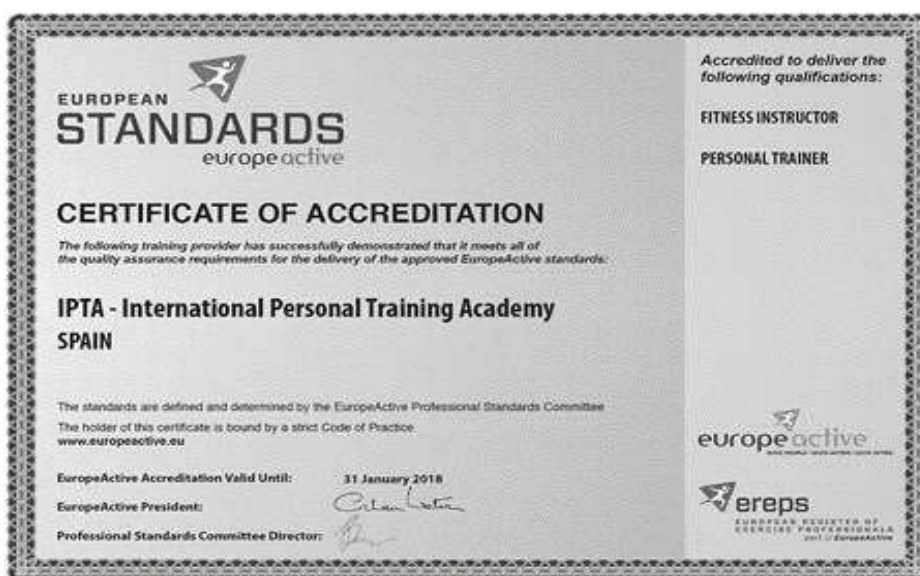 EUROPEAN
STANDARDS
europe active
CERTIFICATE OF ACCREDITATION
The following training provider has successfully demonstrated that it meets all of
the quality assurance requirements for the delivery of the approved EuropeActive standards:
IPTA - International Personal Training Academy
SPAIN
The standards are defined and determined by the EuropeActive Professional Standards Committee
The holder of this certificate is bound by a strict Code of Practice
www.europeactive.eu
EuropeActive Accreditation Valid Until: 31 January 2018
EuropeActive President:
Professional Standards Committee Director:
Accredited to deliver the
following qualifications:
FITNESS INSTRUCTOR
PERSONAL TRAINER
europe active
ereps
EUROPEAN REGISTER OF
EXERCISE PROFESSIONALS
part of EuropeActive